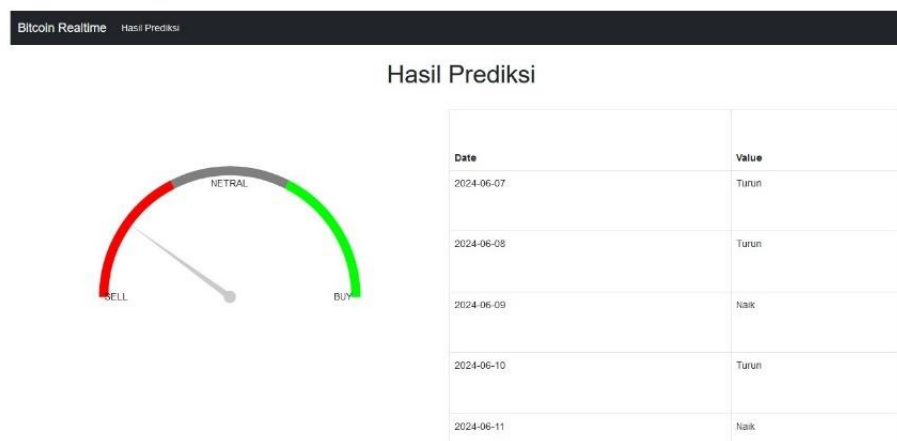 Bitcoin Realtime Hasil Prediksi
Hasil Prediksi
NETRAL
SELL BUY
Date Value
2024-06-07 Turun
2024-06-08 Turun
2024-06-09 Naik
2024-06-10 Turun
2024-06-11 Naik